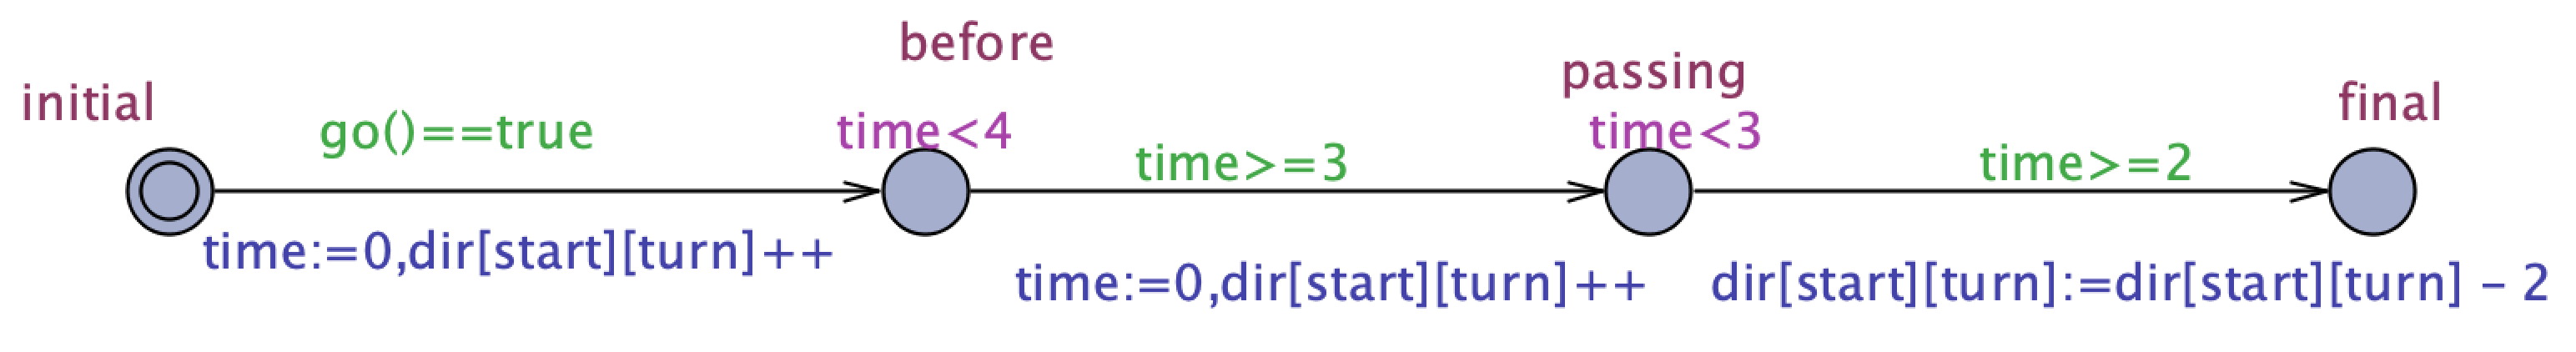 initial
go()==true
time:=0,dir[start][turn]++
before
time<4
time>=3
time:=0,dir[start][turn]++
passing
time<3
time>=2
dir[start][turn]:=dir[start][turn] - 2
final